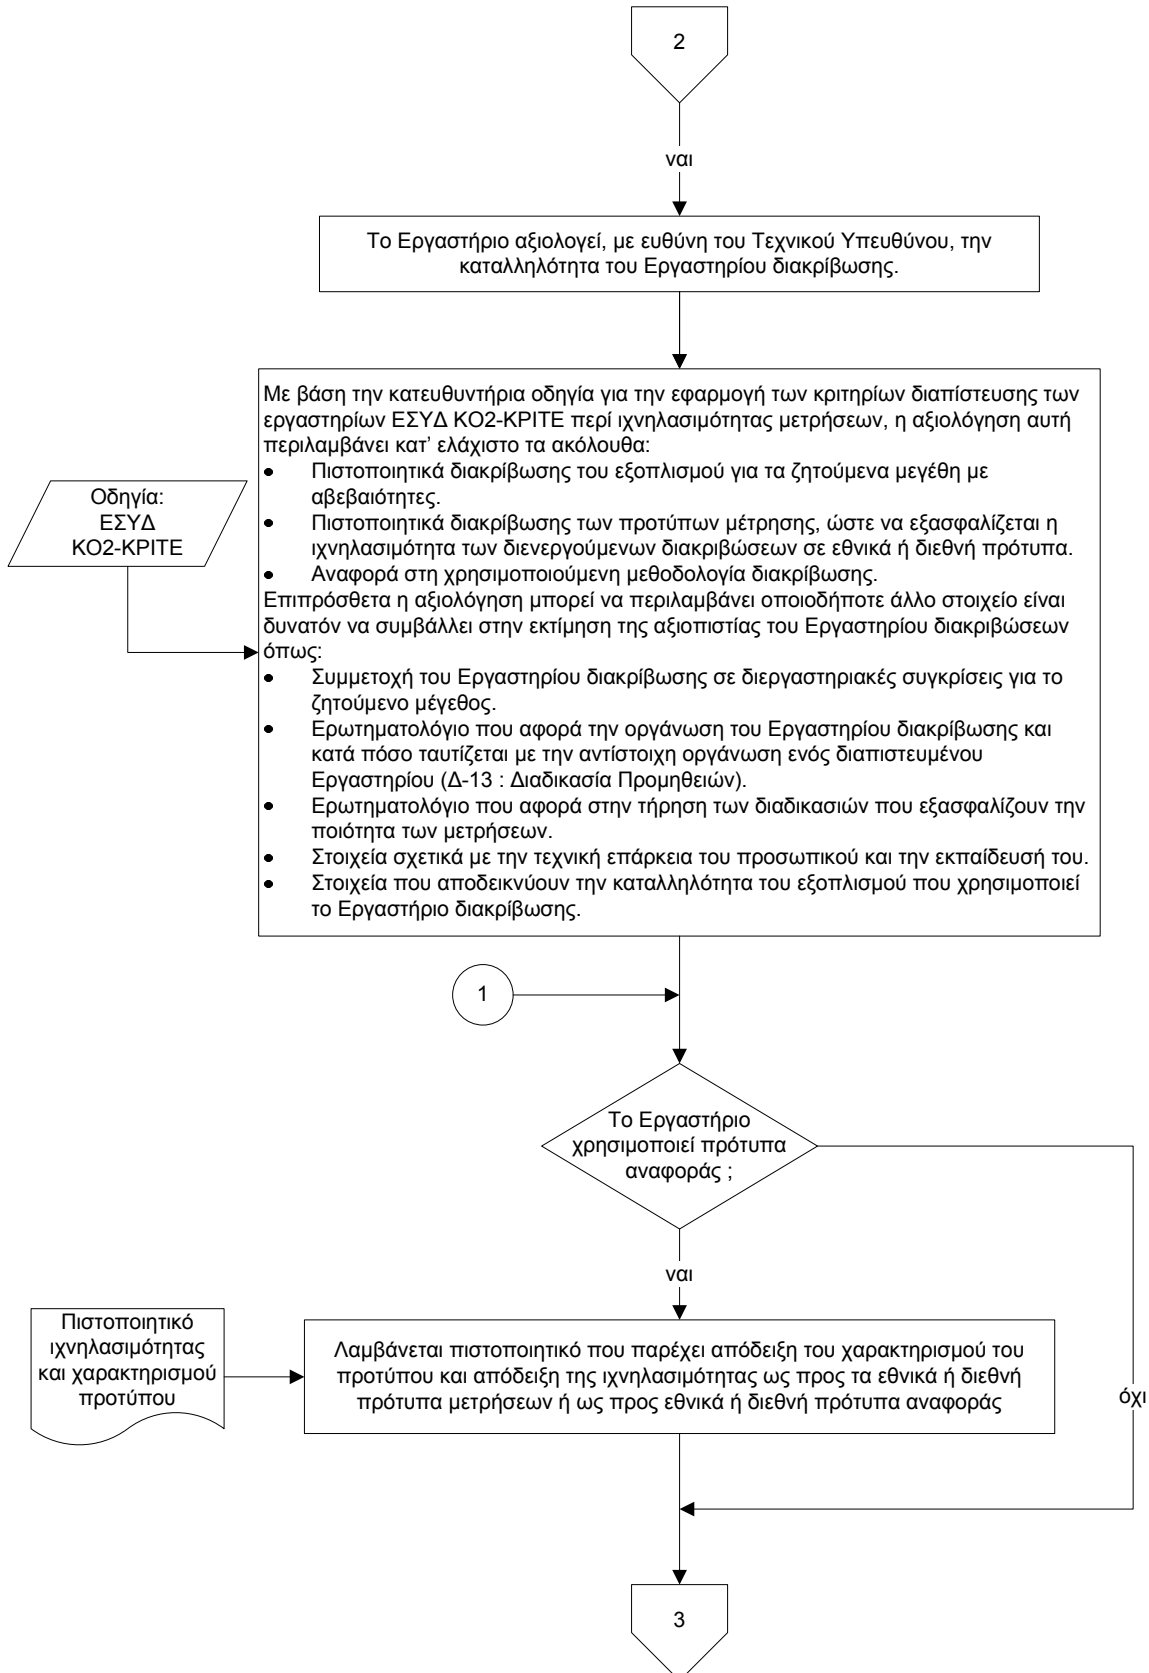 2
ναι
Το Εργαστήριο αξιολογεί, με ευθύνη του Τεχνικού Υπευθύνου, την
καταλληλότητα του Εργαστηρίου διακρίβωσης.
Με βάση την κατευθυντήρια οδηγία για την εφαρμογή των κριτηρίων διαπίστευσης των
εργαστηρίων ΕΣΥΔ ΚΟ2-ΚΡΙΤΕ περί ιχνηλασιμότητας μετρήσεων, η αξιολόγηση αυτή
περιλαμβάνει κατ’ ελάχιστο τα ακόλουθα:
• Πιστοποιητικά διακρίβωσης του εξοπλισμού για τα ζητούμενα μεγέθη με
αβεβαιότητες.
• Πιστοποιητικά διακρίβωσης των προτύπων μέτρησης, ώστε να εξασφαλίζεται η
ιχνηλασιμότητα των διενεργούμενων διακριβώσεων σε εθνικά ή διεθνή πρότυπα.
• Αναφορά στη χρησιμοποιούμενη μεθοδολογία διακρίβωσης.
Επιπρόσθετα η αξιολόγηση μπορεί να περιλαμβάνει οποιοδήποτε άλλο στοιχείο είναι
δυνατόν να συμβάλλει στην εκτίμηση της αξιοπιστίας του Εργαστηρίου διακριβώσεων
όπως:
• Συμμετοχή του Εργαστηρίου διακρίβωσης σε διεργαστηριακές συγκρίσεις για το
ζητούμενο μέγεθος.
• Ερωτηματολόγιο που αφορά την οργάνωση του Εργαστηρίου διακρίβωσης και
κατά πόσο ταυτίζεται με την αντίστοιχη οργάνωση ενός διαπιστευμένου
Εργαστηρίου (Δ-13 : Διαδικασία Προμηθειών).
• Ερωτηματολόγιο που αφορά στην τήρηση των διαδικασιών που εξασφαλίζουν την
ποιότητα των μετρήσεων.
• Στοιχεία σχετικά με την τεχνική επάρκεια του προσωπικού και την εκπαίδευσή του.
• Στοιχεία που αποδεικνύουν την καταλληλότητα του εξοπλισμού που χρησιμοποιεί
το Εργαστήριο διακρίβωσης.
Οδηγία:
ΕΣΥΔ
ΚΟ2-ΚΡΙΤΕ
1
Το Εργαστήριο
χρησιμοποιεί πρότυπα
αναφοράς ;
ναι
Πιστοποιητικό
ιχνηλασιμότητας
και χαρακτηρισμού
προτύπου
Λαμβάνεται πιστοποιητικό που παρέχει απόδειξη του χαρακτηρισμού του
προτύπου και απόδειξη της ιχνηλασιμότητας ως προς τα εθνικά ή διεθνή
πρότυπα μετρήσεων ή ως προς εθνικά ή διεθνή πρότυπα αναφοράς
όχι
3